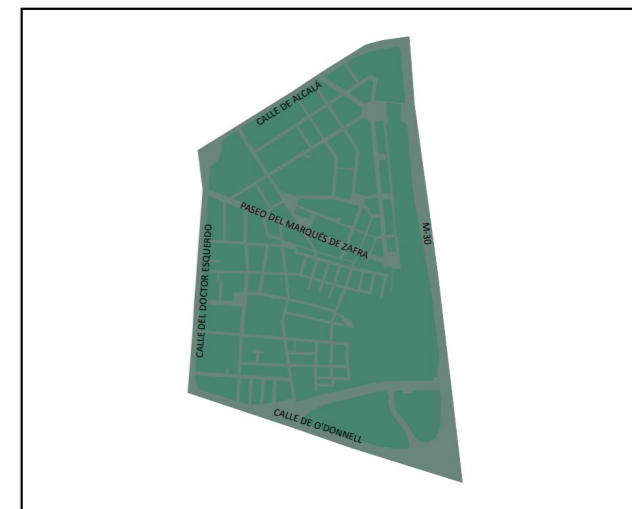 CALLE DE ALCALÁ
PASEO DEL MARQUÉS DE ZAFRA
M-30
CALLE DEL DOCTOR ESQUERDO
CALLE DE O'DONNELL